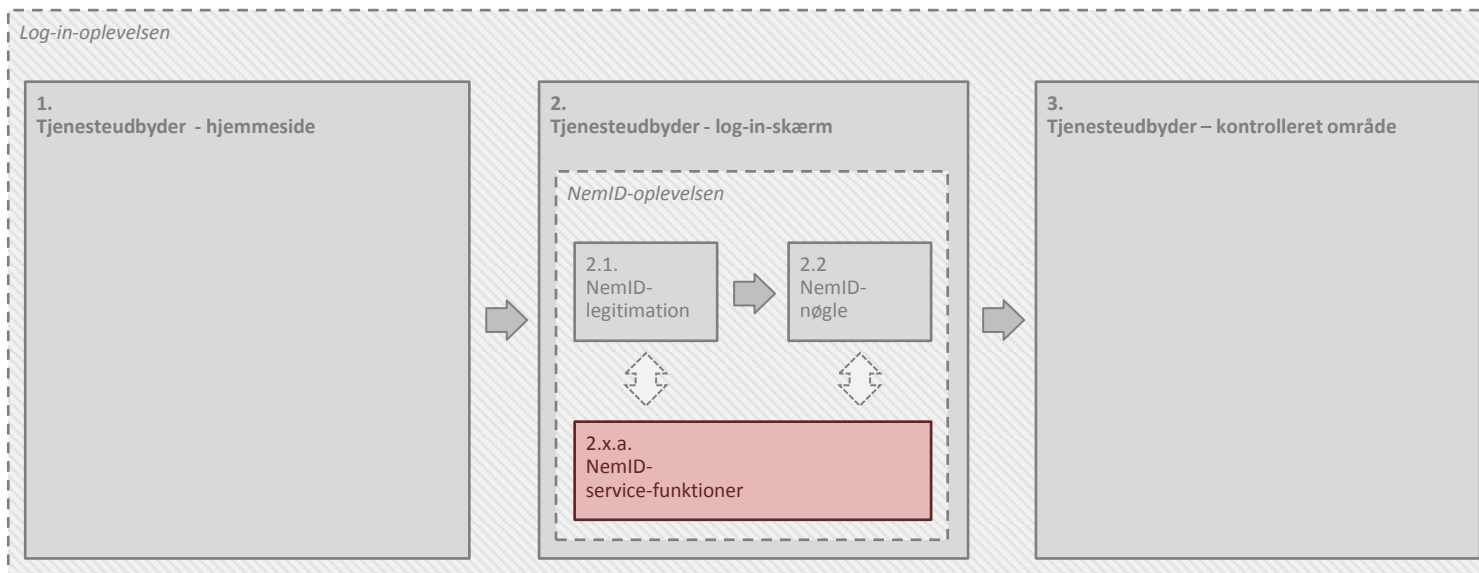 Log-in-oplevelsen
1.
Tjenesteudbyder - hjemmeside
2.
Tjenesteudbyder - log-in-skærm
NemID-oplevelsen
2.1.
NemID-
legitimation
2.2
NemID-
nøgle
2.x.a.
NemID-
service-funktioner
3.
Tjenesteudbyder – kontrolleret område